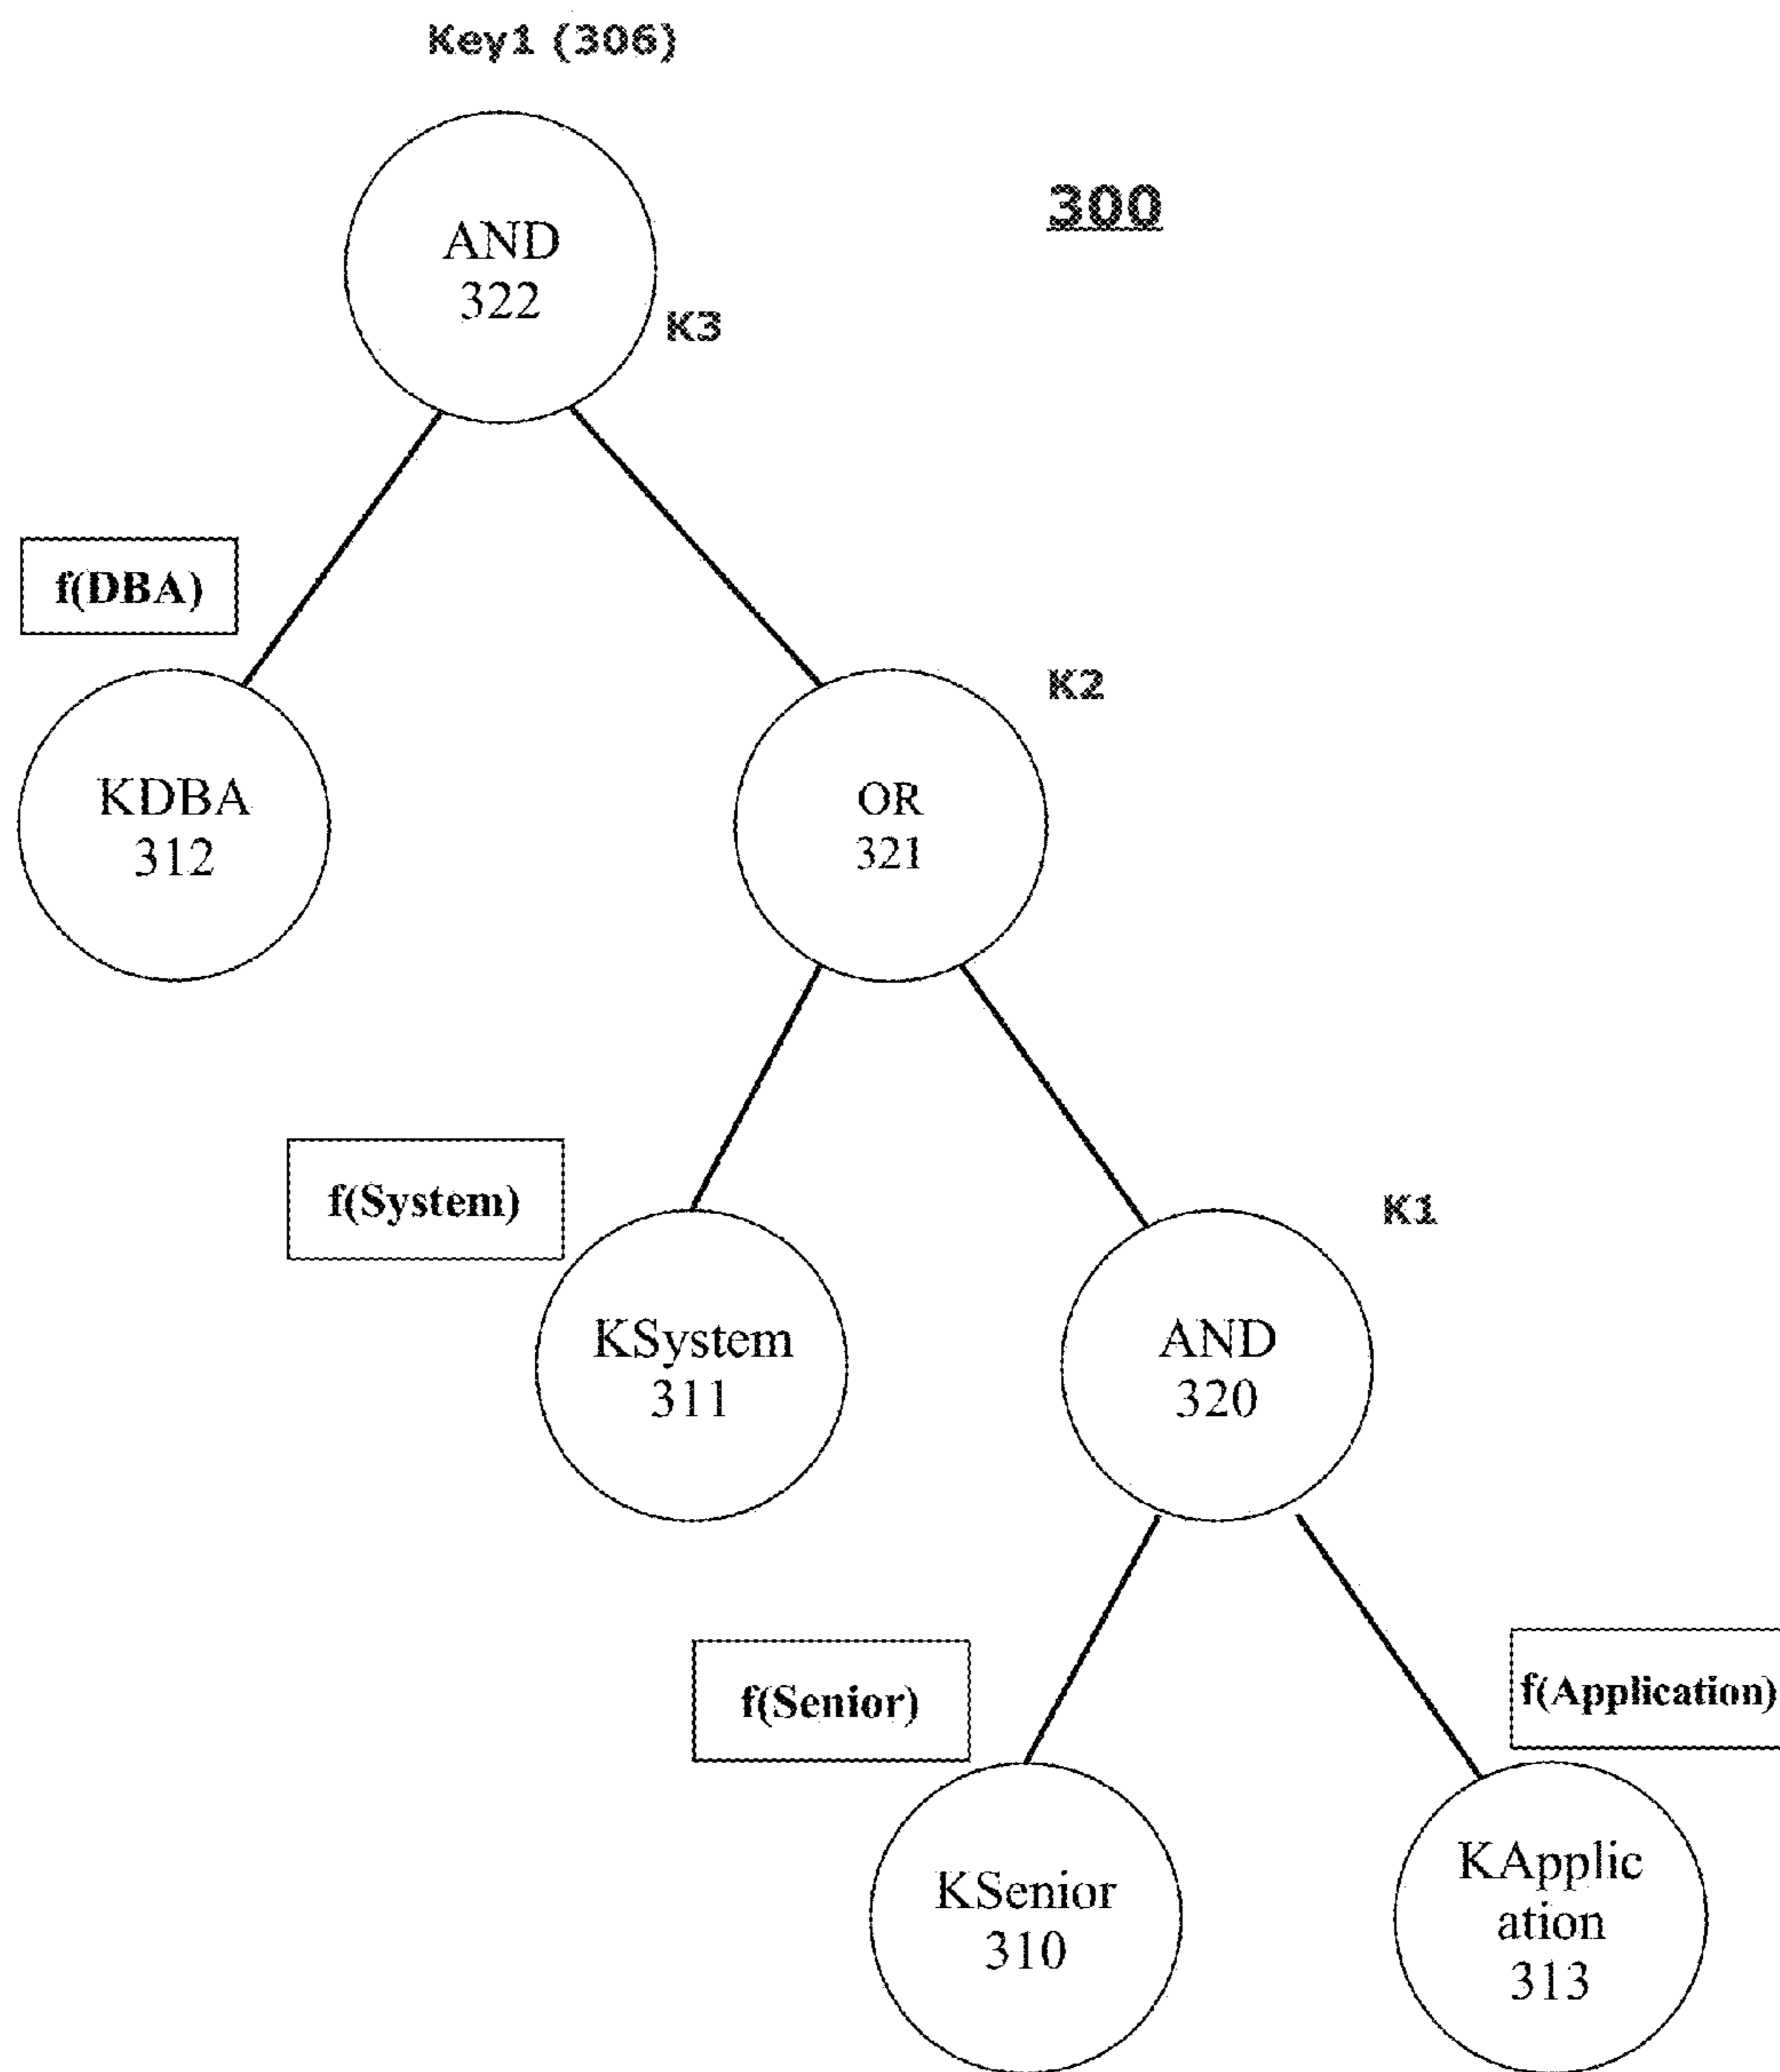 Key1 (306)
AND
322
300
K3
f(DBA)
K2
KDBA
312
OR
321
f(System)
K1
KSystem
311
AND
320
f(Senior)
f(Application)
KSenior
310
KApplic
ation
313